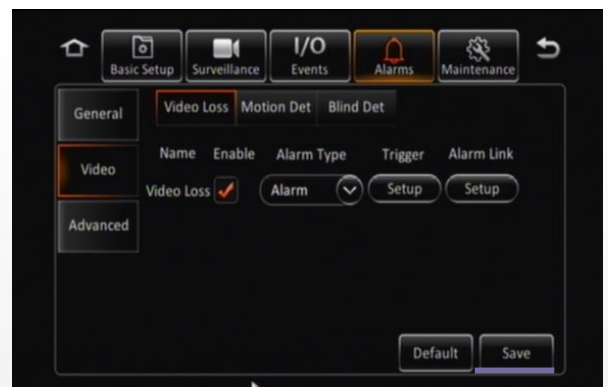 Basic Setup Surveillance I/O Events Alarms Maintenance
General Video Loss Motion Det Blind Det
Name Enable Alarm Type Trigger Alarm Link
Video
Video Loss Alarm Setup Setup
Advanced
Default Save